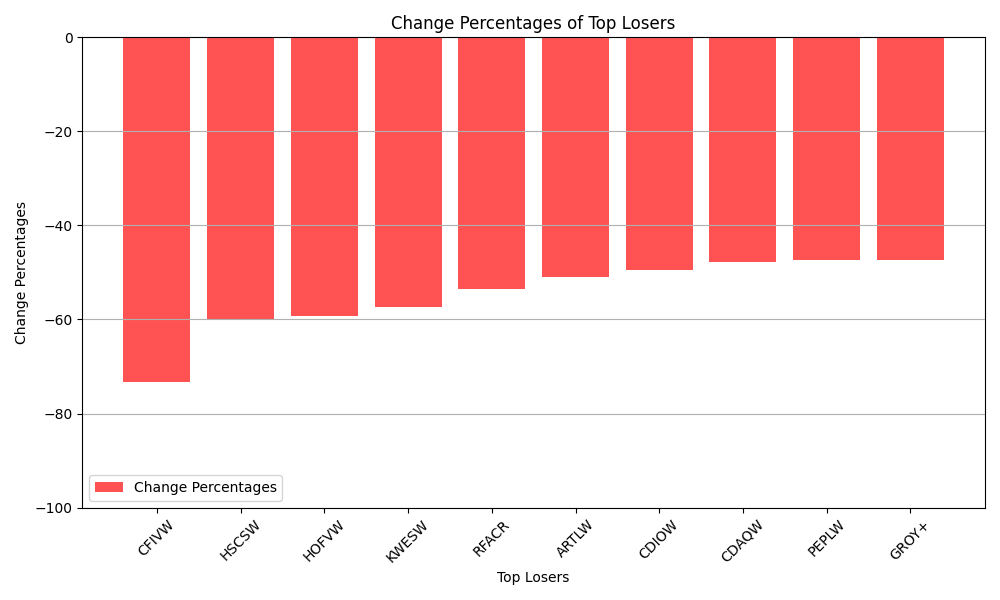 Change Percentages of Top Losers
Change Percentages
0
−20
−40
−60
−80
−100
Change Percentages
CFIVW
HSCSW
HOFVW
KWESW
RFACR
ARTLW
CDIOW
CDAQW
PEPLW
GROY+
Top Losers